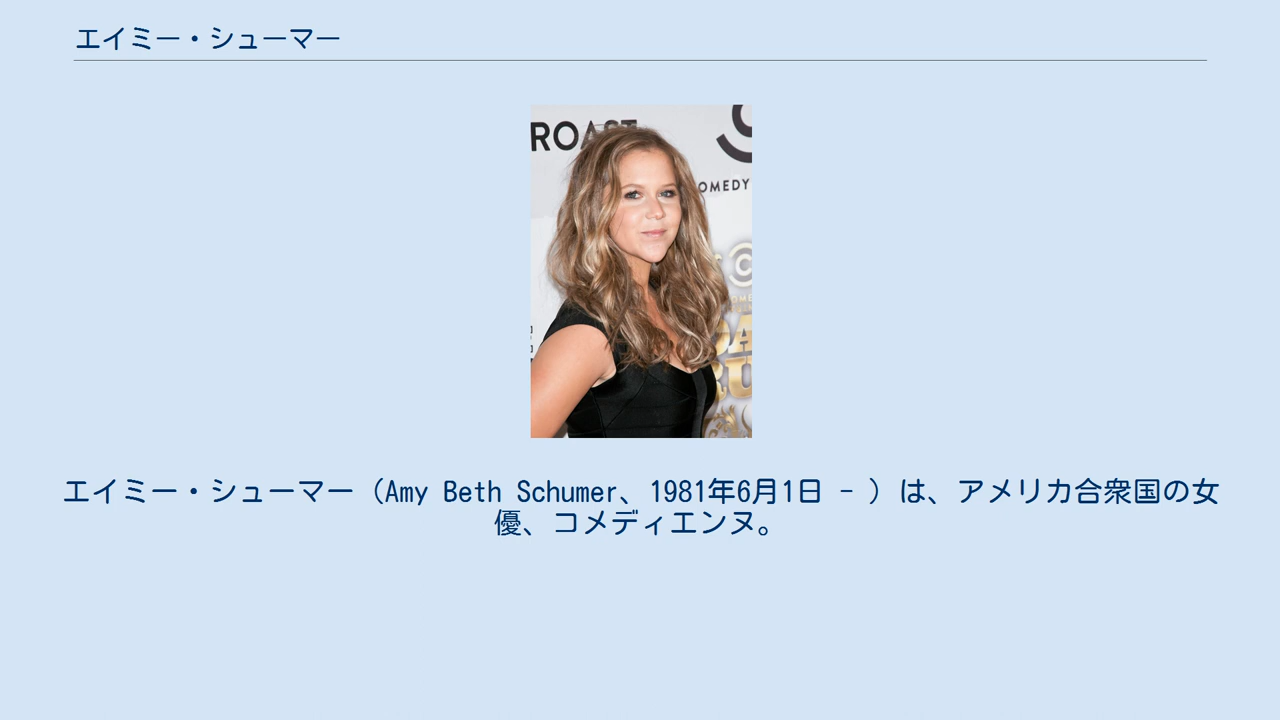 エイミー・シューマー
ROAST
COMEDY
エイミー・シューマー（Amy Beth Schumer、1981年6月1日 - ）は、アメリカ合衆国の女
優、コメディエンヌ。